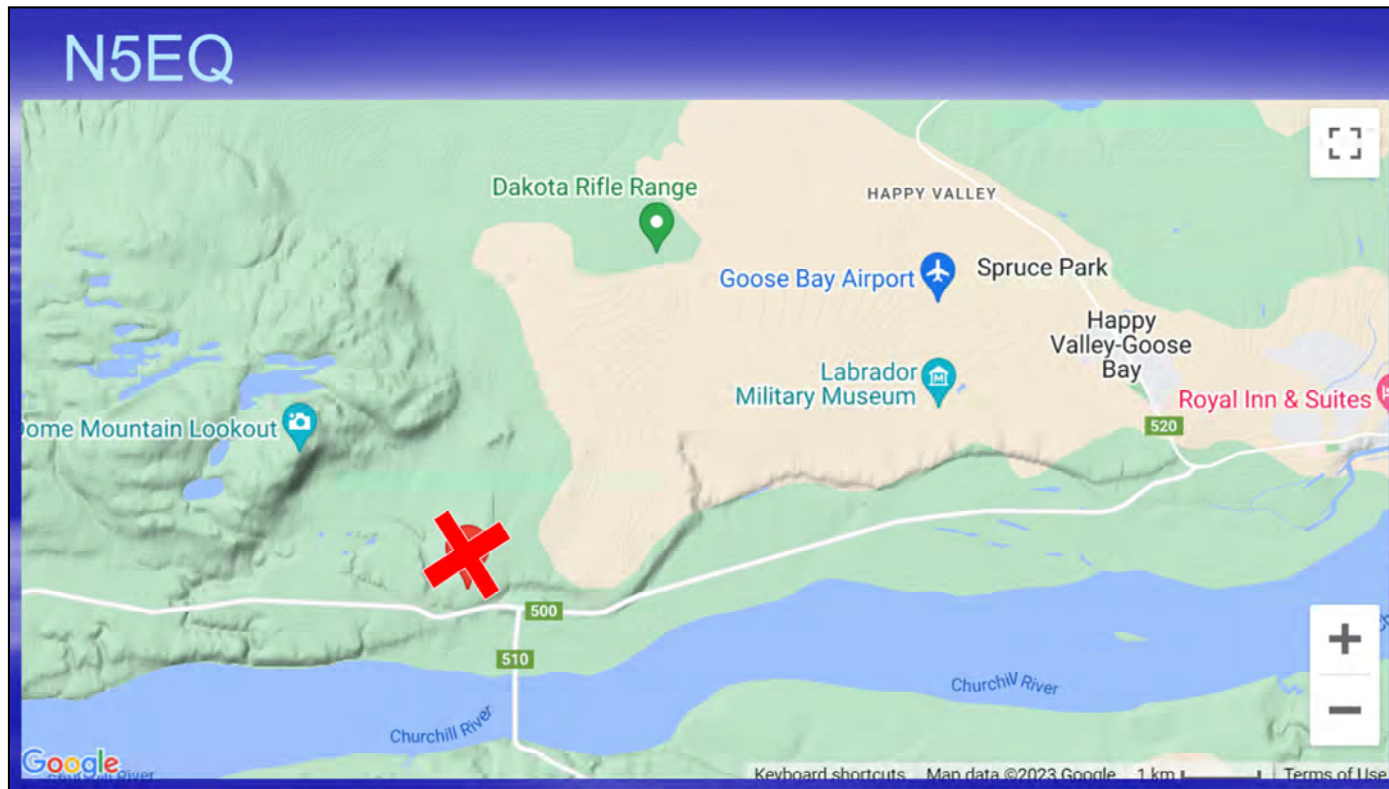 N5EQ
Dakota Rifle Range
HAPPY VALLEY
Goose Bay Airport
Spruce Park
Happy
Valley-Goose
Bay
Labrador
Military Museum
Royal Inn & Suites
Dome Mountain Lookout
520
500
510
Churchill River
Churchill River
Google
Churchill River
Keyboard shortcuts Map data ©2023 Google 1 km Terms of Use